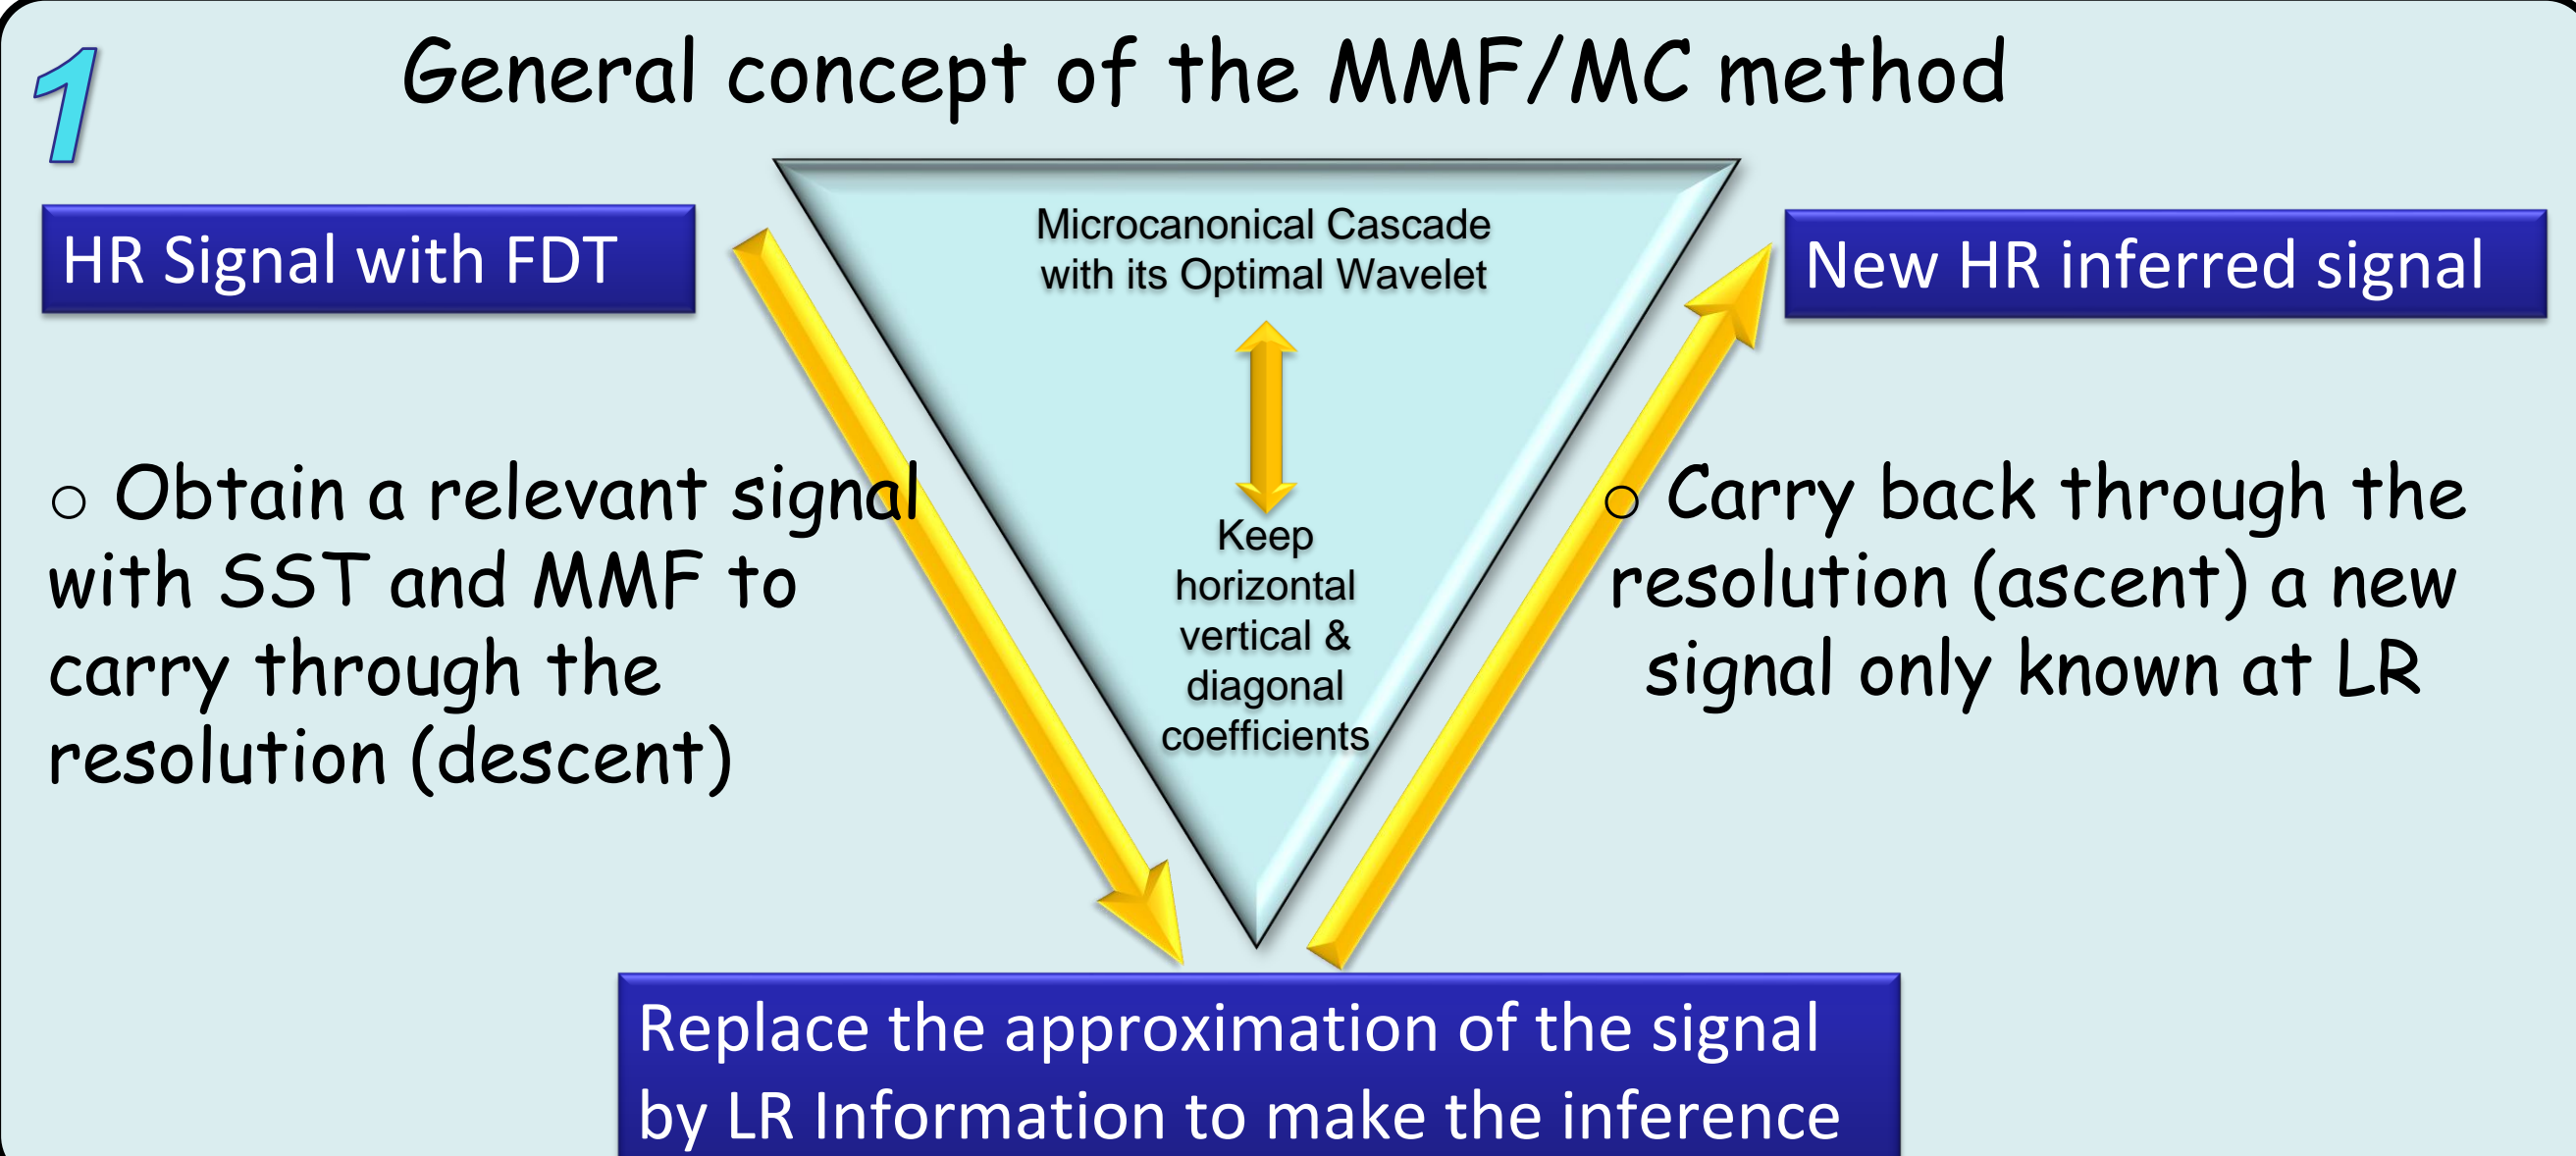 1
General concept of the MMF/MC method
HR Signal with FDT
○ Obtain a relevant signal
with SST and MMF to
carry through the
resolution (descent)
Microcanonical Cascade
with its Optimal Wavelet
Keep
horizontal
vertical &
diagonal
coefficients
New HR inferred signal
○ Carry back through the
resolution (ascent) a new
signal only known at LR
Replace the approximation of the signal
by LR Information to make the inference